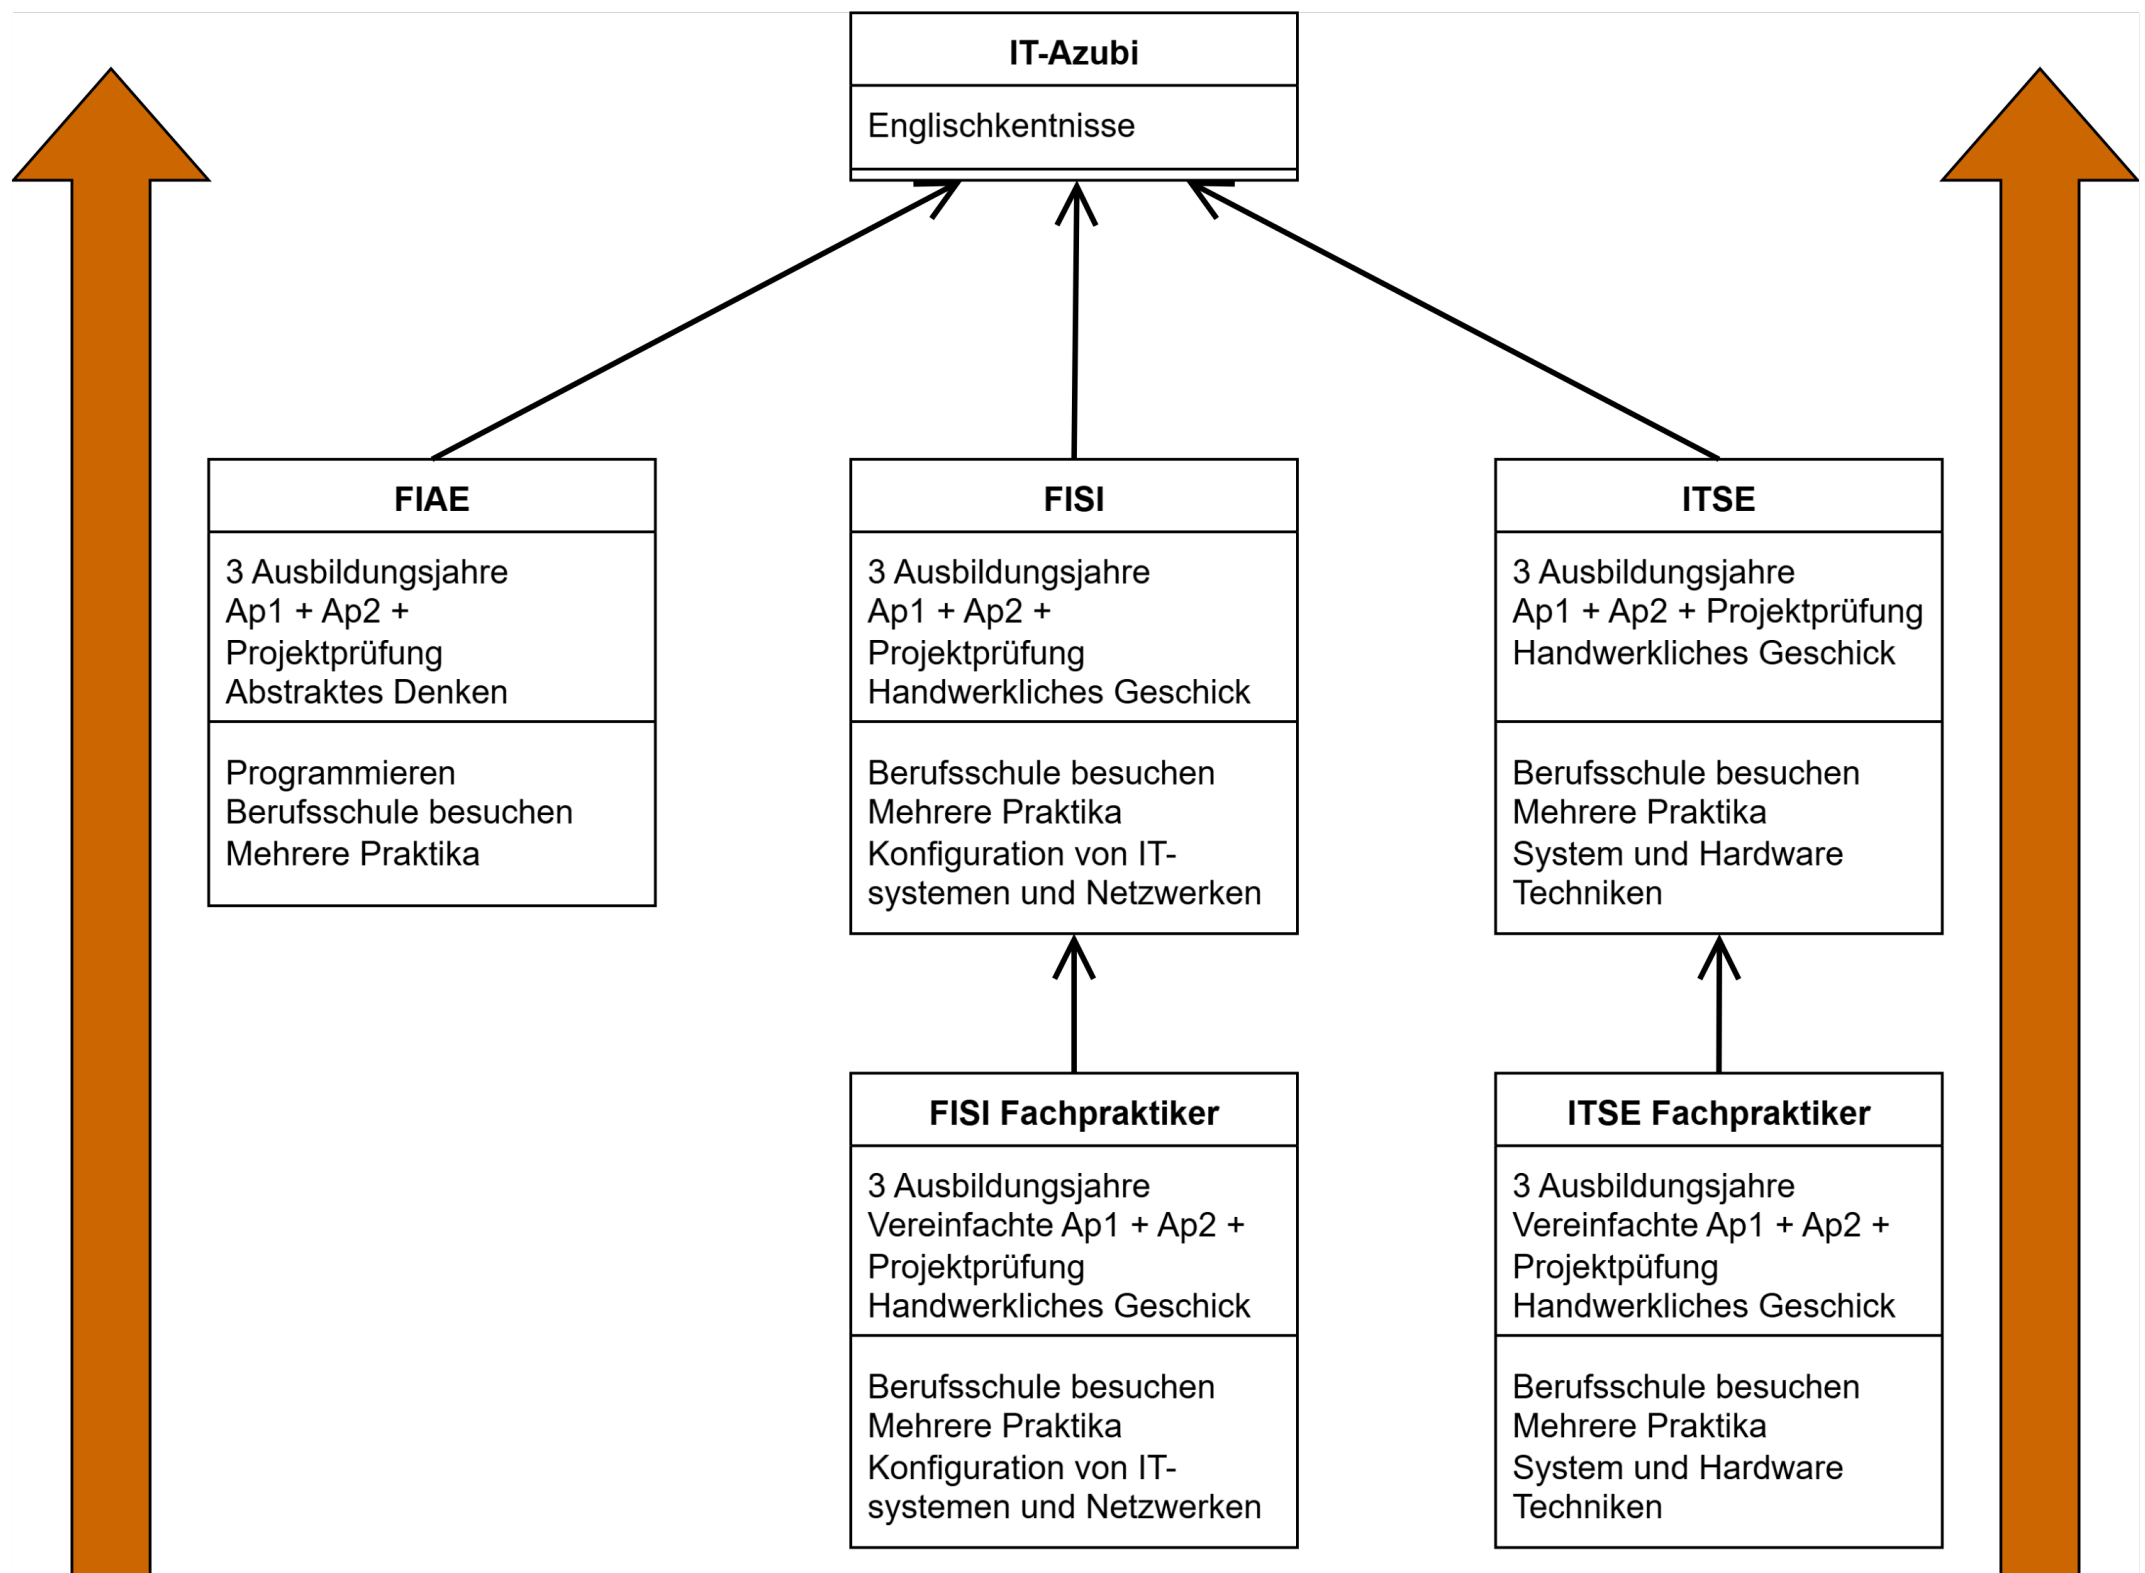 IT-Azubi
Englischkentnisse
FIAE
3 Ausbildungsjahre
Ap1 + Ap2 +
Projektprüfung
Abstraktes Denken
Programmieren
Berufsschule besuchen
Mehrere Praktika
FISI
3 Ausbildungsjahre
Ap1 + Ap2 +
Projektprüfung
Handwerkliches Geschick
Berufsschule besuchen
Mehrere Praktika
Konfiguration von IT-
systemen und Netzwerken
ITSE
3 Ausbildungsjahre
Ap1 + Ap2 + Projektprüfung
Handwerkliches Geschick
Berufsschule besuchen
Mehrere Praktika
System und Hardware
Techniken
FISI Fachpraktiker
3 Ausbildungsjahre
Vereinfachte Ap1 + Ap2 +
Projektprüfung
Handwerkliches Geschick
Berufsschule besuchen
Mehrere Praktika
Konfiguration von IT-
systemen und Netzwerken
ITSE Fachpraktiker
3 Ausbildungsjahre
Vereinfachte Ap1 + Ap2 +
Projektpüfung
Handwerkliches Geschick
Berufsschule besuchen
Mehrere Praktika
System und Hardware
Techniken